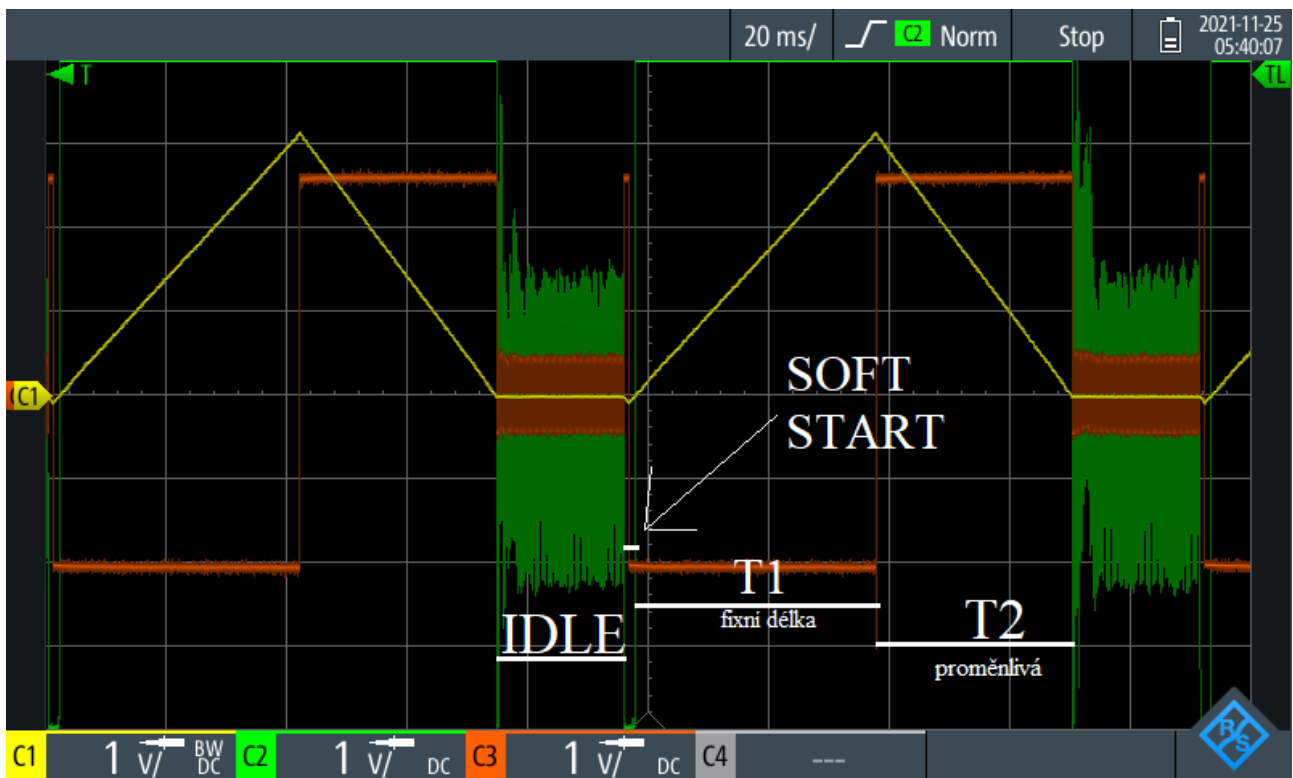 20 ms/ C2 Norm Stop 2021-11-25
05:40:07
T TL
C1
SOFT
START
T1
fixní délka
IDLE
T2
proměnlivá
R&S
C1 1 V/ BW DC C2 1 V/ DC C3 1 V/ DC C4 ---